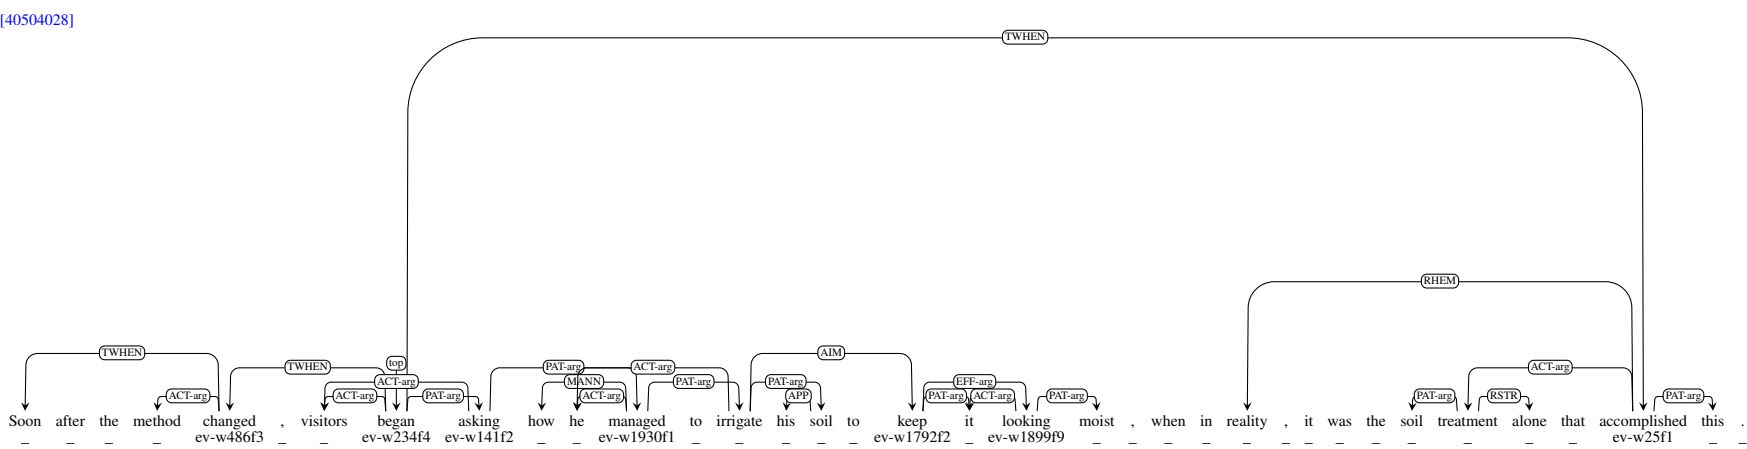 [40504028]
TWHEN
RHEM
TWHEN AIM
TWHEN top PAT-arg ACT-arg ACT-arg
ACT-arg MANN PAT-arg PAT-arg EFF-arg
ACT-arg ACT-arg PAT-arg ACT-arg APP PAT-arg ACT-arg PAT-arg PAT-arg RSTR PAT-arg
Soon after the method changed , visitors began asking how he managed to irrigate his soil to keep it looking moist , when in reality , it was the soil treatment alone that accomplished this .
_ _ _ _ ev-w486f3 _ _ ev-w234f4 ev-w141f2 _ _ ev-w1930f1 _ _ _ _ _ ev-w1792f2 _ ev-w1899f9 _ _ _ _ _ _ _ _ _ _ _ _ _ ev-w25f1 _ _